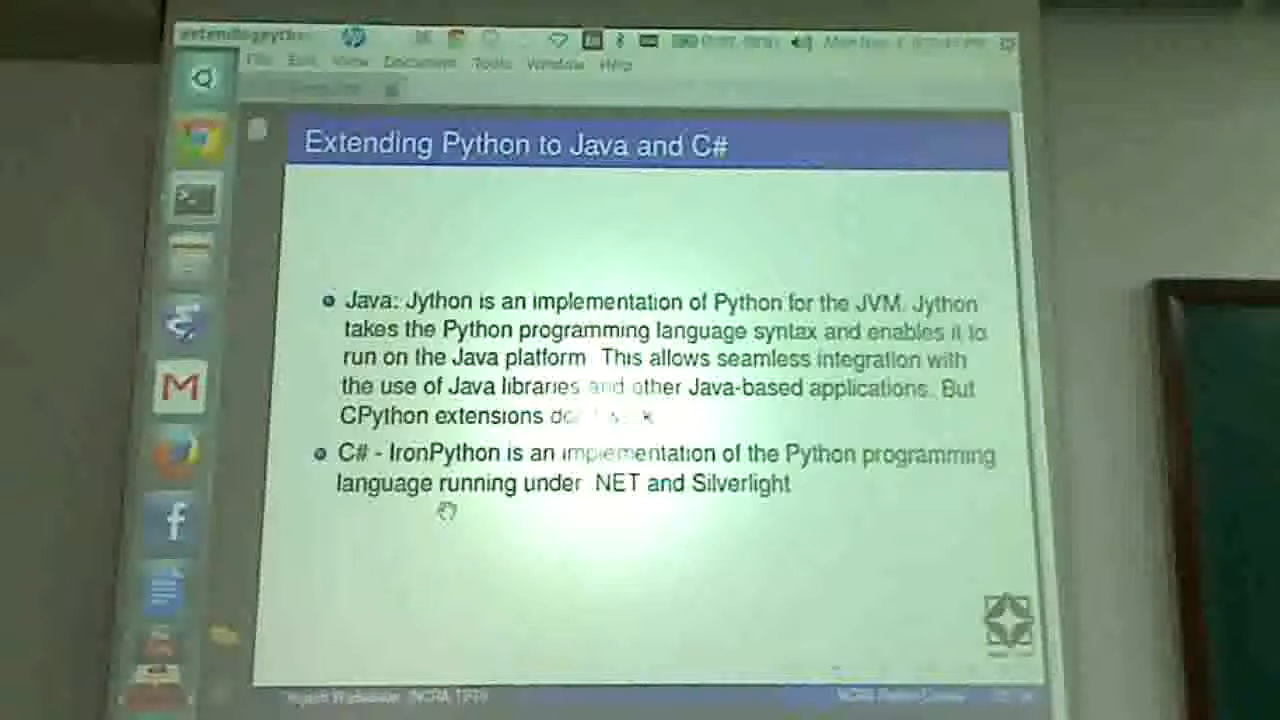 File Edit View Document Tools Window Help
Extending Python to Java and C#
Java: Jython is an implementation of Python for the JVM. Jython
takes the Python programming language syntax and enables it to
run on the Java platform. This allows seamless integration with
the use of Java libraries and other Java-based applications. But
CPython extensions
C# - IronPython is an implementation of the Python programming
language running under .NET and Silverlight